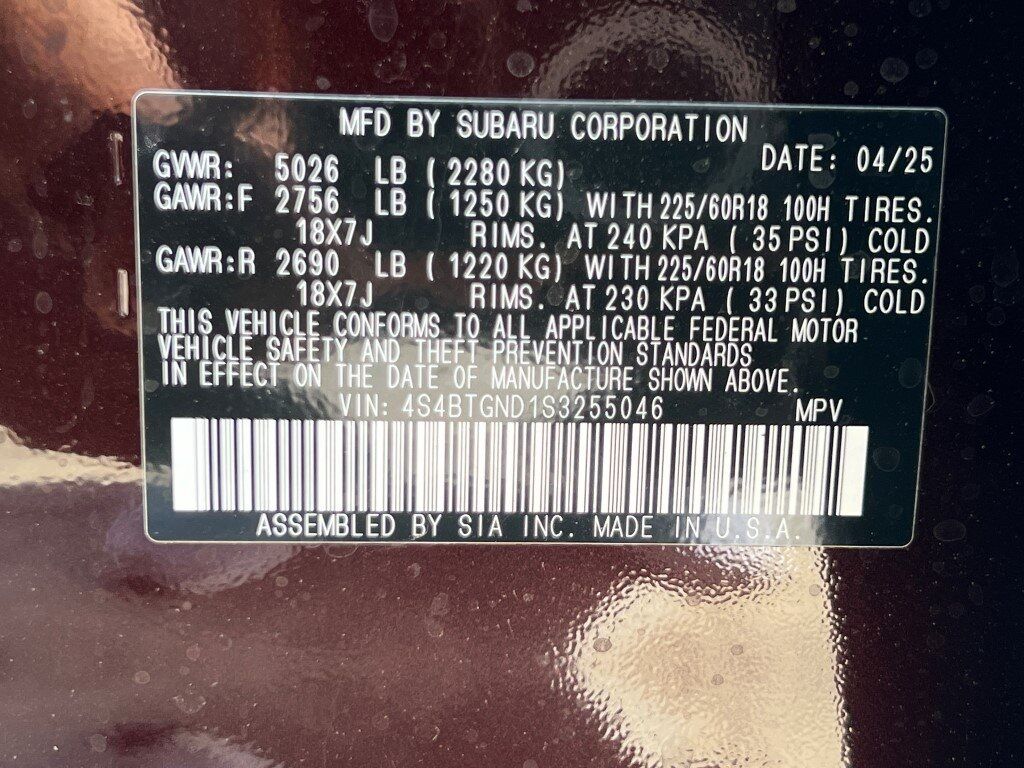 MFD BY SUBARU CORPORATION
DATE: 04/25
GVWR: 5026 LB ( 2280 KG)
GAWR:F 2756 LB ( 1250 KG) WITH 225/60R18 100H TIRES.
18X7J RIMS. AT 240 KPA ( 35 PSI) COLD
GAWR:R 2690 LB ( 1220 KG) WITH 225/60R18 100H TIRES.
18X7J RIMS. AT 230 KPA ( 33 PSI) COLD
THIS VEHICLE CONFORMS TO ALL APPLICABLE FEDERAL MOTOR
VEHICLE SAFETY AND THEFT PREVENTION STANDARDS
IN EFFECT ON THE DATE OF MANUFACTURE SHOWN ABOVE.
VIN: 4S4BTGND1S3255046 MPV
ASSEMBLED BY SIA INC. MADE IN U.S.A.